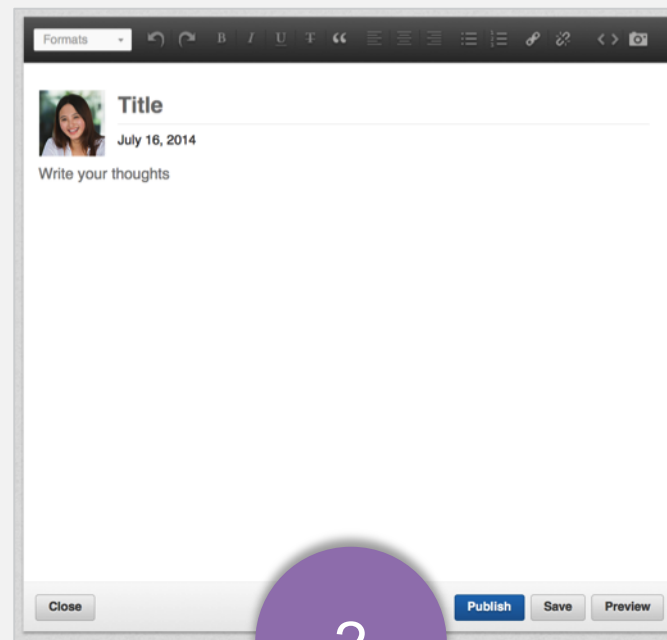 Formats
B I U T “
Title
July 16, 2014
Write your thoughts
Close Publish Save Preview